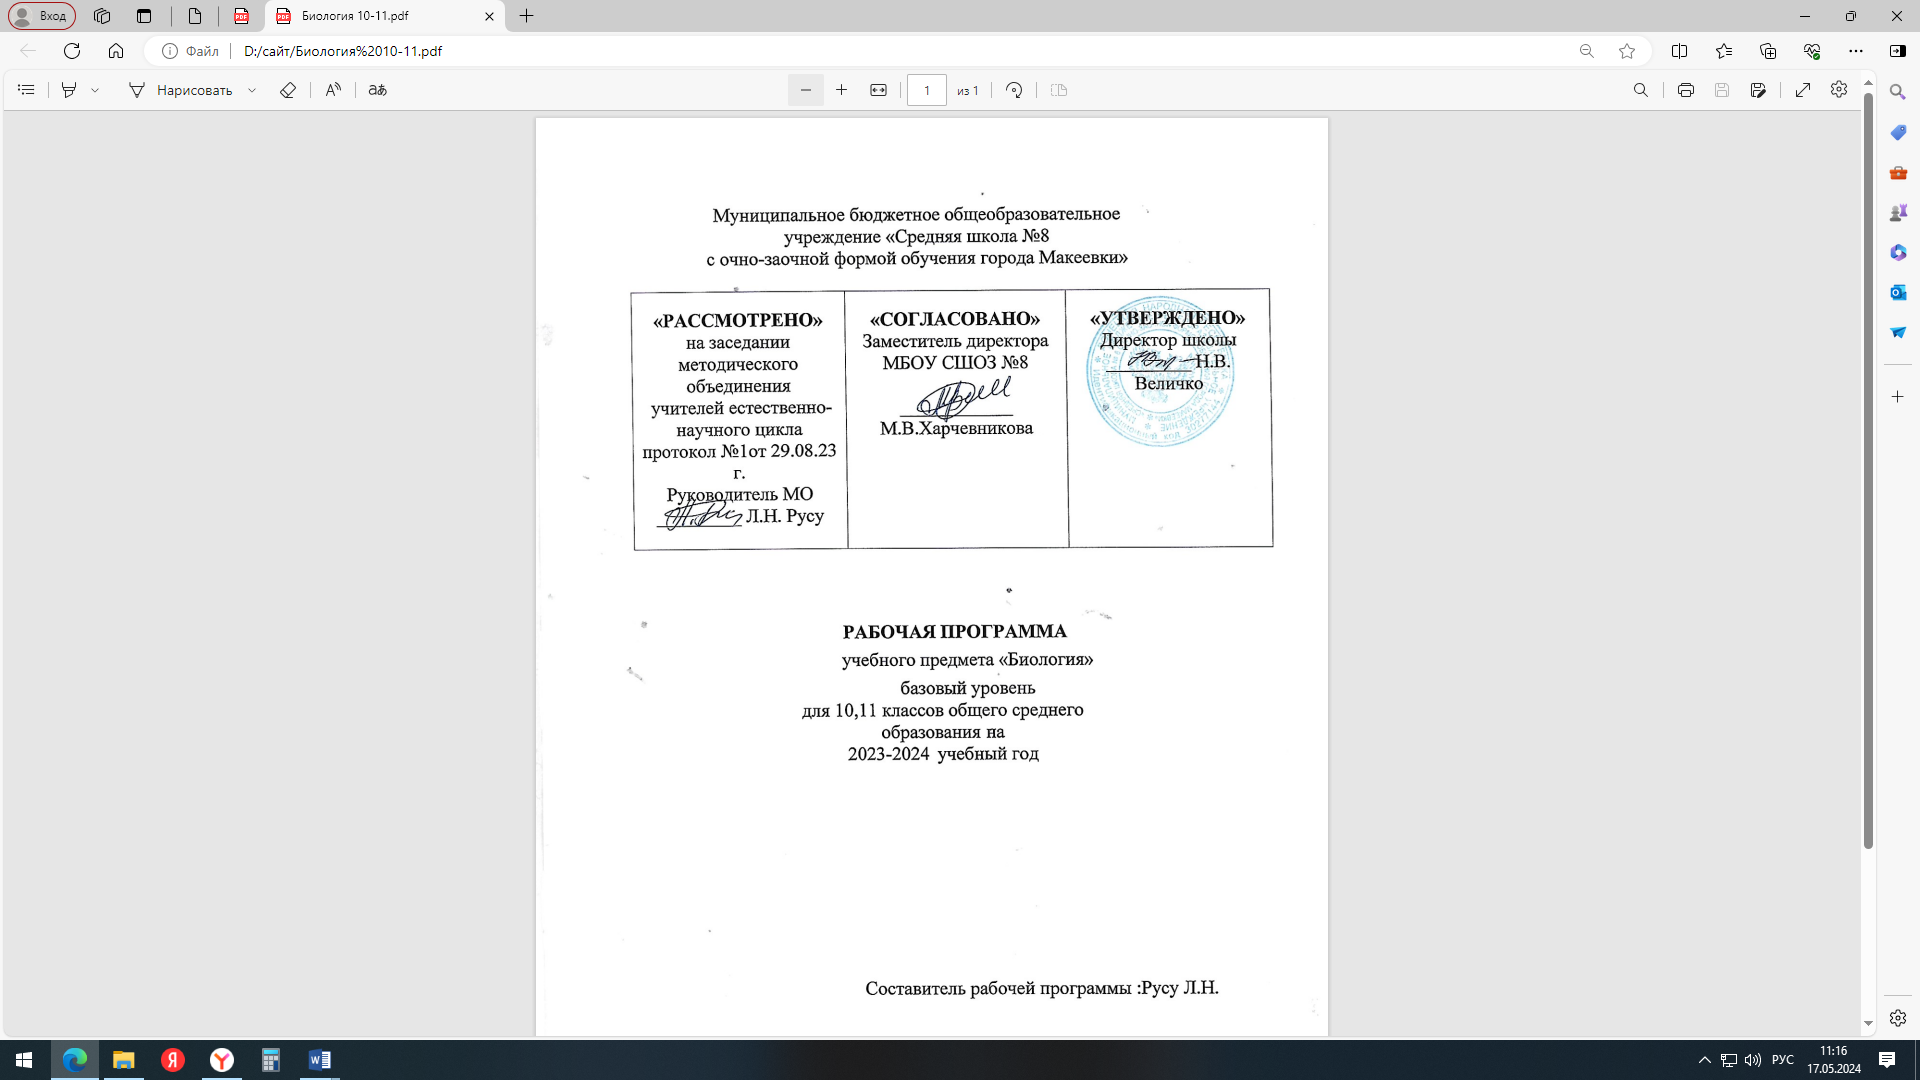 Вход
Биология 10-11.pdf
Файл
D:/сайт/Биология%2010-11.pdf
Нарисовать
1
из 1
Муниципальное бюджетное общеобразовательное
учреждение «Средняя школа №8
с очно-заочной формой обучения города Макеевки»
«РАССМОТРЕНО»
на заседании
методического
объединения
учителей естественно-
научного цикла
протокол №1от 29.08.23
г.
Руководитель МО
Л.Н. Русу
«СОГЛАСОВАНО»
Заместитель директора
МБОУ СШОЗ №8
М.В.Харчевникова
«УТВЕРЖДЕНО»
Директор школы
Н.В.
Величко
РАБОЧАЯ ПРОГРАММА
учебного предмета «Биология»
базовый уровень
для 10,11 классов общего среднего
образования на
2023-2024 учебный год
Составитель рабочей программы :Русу Л.Н.
РУС
11:16
17.05.2024